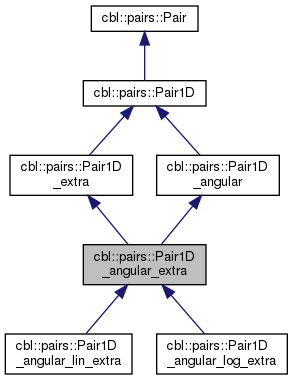 cbl::pairs::Pair
cbl::pairs::Pair1D
cbl::pairs::Pair1D
_extra
cbl::pairs::Pair1D
_angular
cbl::pairs::Pair1D
_angular_extra
cbl::pairs::Pair1D
_angular_lin_extra
cbl::pairs::Pair1D
_angular_log_extra